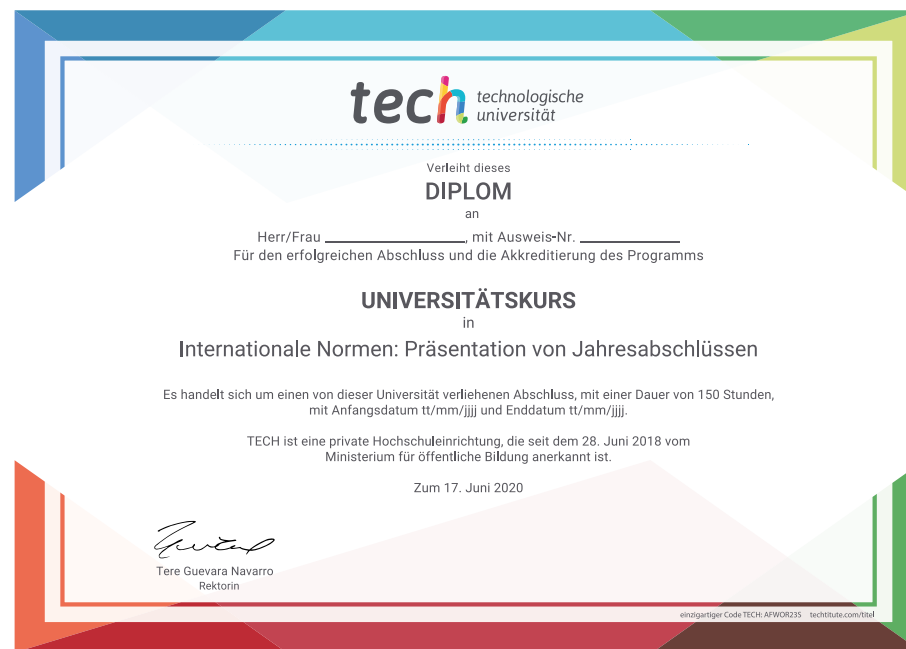 tech technologische
universität
Verleiht dieses
DIPLOM
an
Herr/Frau ____________, mit Ausweis-Nr. ____________
Für den erfolgreichen Abschluss und die Akkreditierung des Programms
UNIVERSITÄTSKURS
in
Internationale Normen: Präsentation von Jahresabschlüssen
Es handelt sich um einen von dieser Universität verliehenen Abschluss, mit einer Dauer von 150 Stunden,
mit Anfangsdatum tt/mm/jjjj und Enddatum tt/mm/jjjj.
TECH ist eine private Hochschuleinrichtung, die seit dem 28. Juni 2018 vom
Ministerium für öffentliche Bildung anerkannt ist.
Zum 17. Juni 2020
Tere Guevara Navarro
Rektorin
einzigartiger Code TECH: AFWOR23S techtitute.com/titel